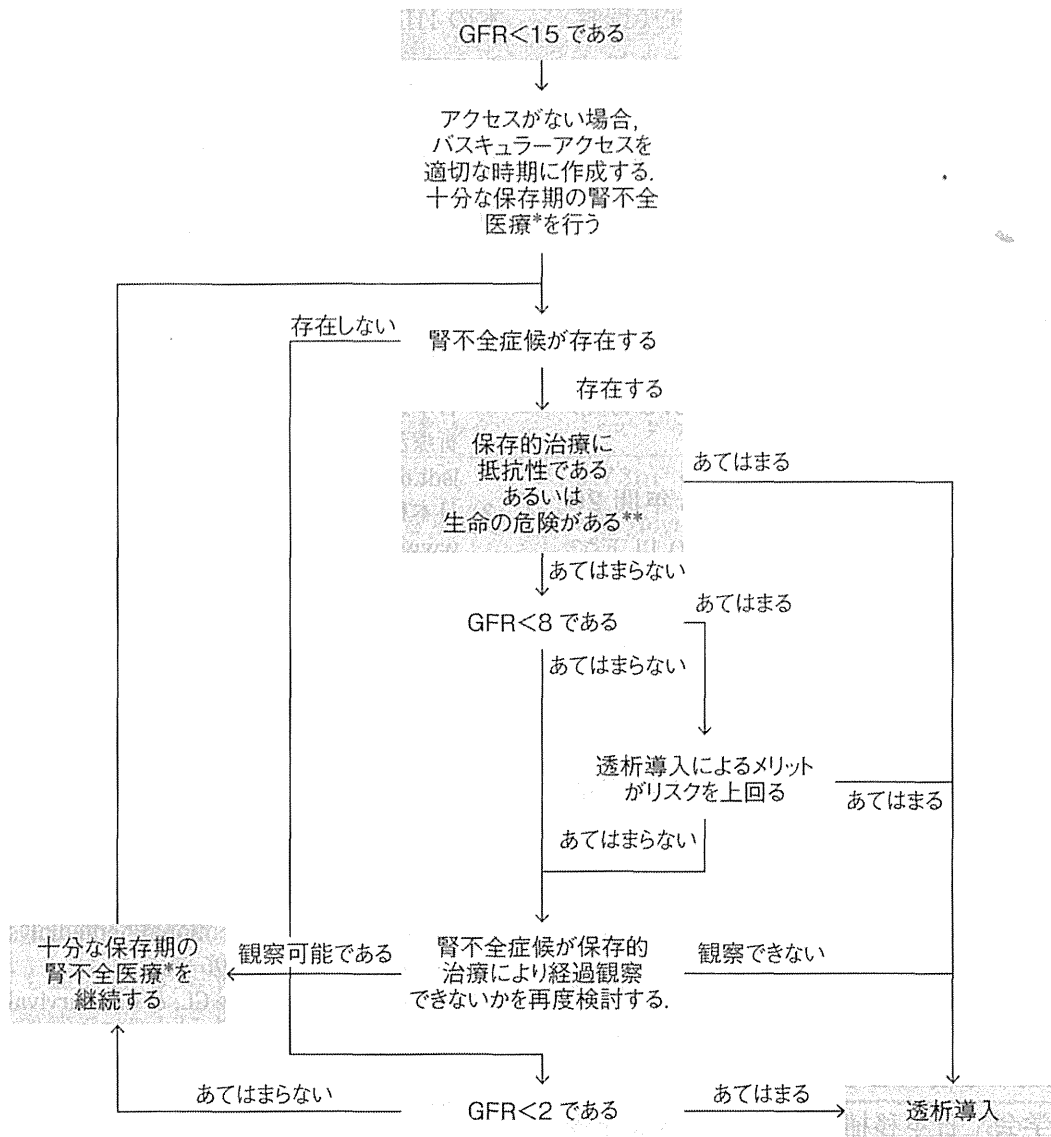 GFR<15 である
アクセスがない場合,
バスキュラーアクセスを
適切な時期に作成する.
十分な保存期の腎不全
医療*を行う
存在しない
腎不全症候が存在する
存在する
保存的治療に
抵抗性である
あるいは
生命の危険がある**
あてはまる
あてはまらない
GFR<8 である
あてはまる
あてはまらない
透析導入によるメリット
がリスクを上回る
あてはまる
あてはまらない
十分な保存期の
腎不全医療*を
継続する
観察可能である
腎不全症候が保存的
治療により経過観察
できないかを再度検討する.
観察できない
あてはまらない
GFR<2 である
あてはまる
透析導入